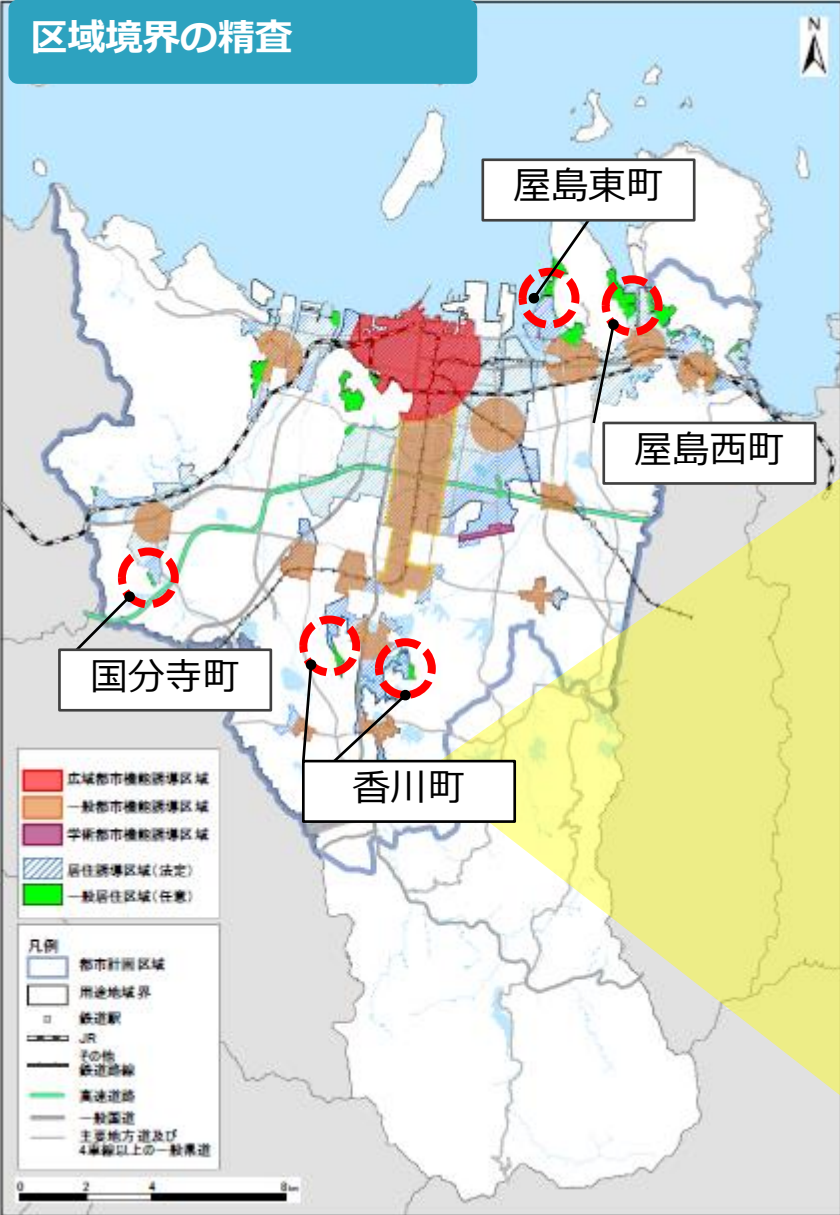 区域境界の精査
N
屋島東町
屋島西町
国分寺町
香川町
広域都市機能誘導区域
一般都市機能誘導区域
学術都市機能誘導区域
居住誘導区域(法定)
一般居住区域(任意)
凡例
都市計画区域
用途地域界
鉄道駅
JR
その他
鉄道路線
高速道路
一般国道
主要地方道及び
4車線以上の一般県道
0 2 4 8km